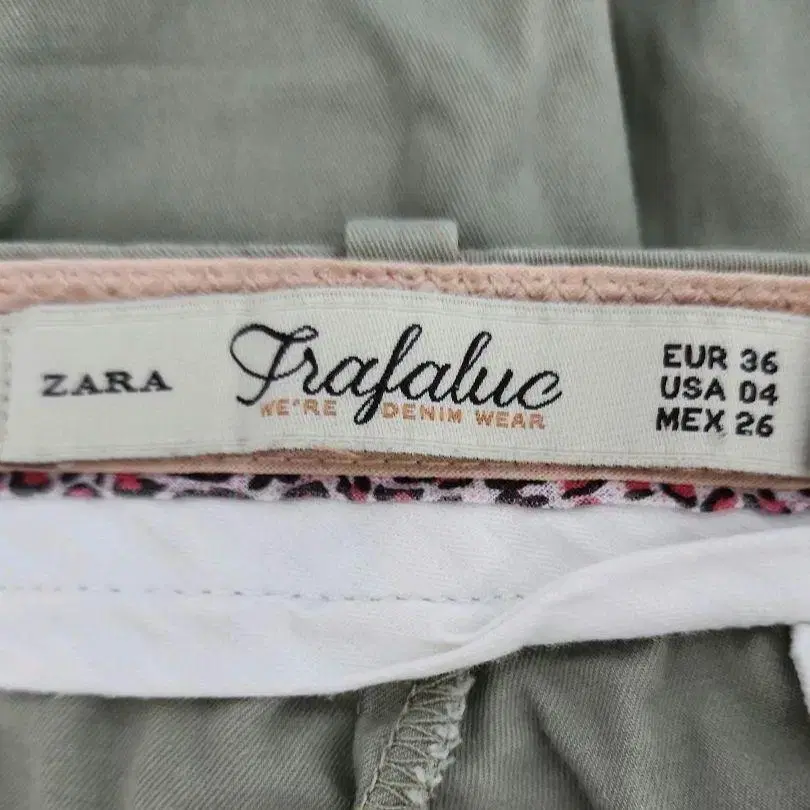 ZARA
Trafaluc
WE'RE DENIM WEAR
EUR 36
USA 04
MEX 26